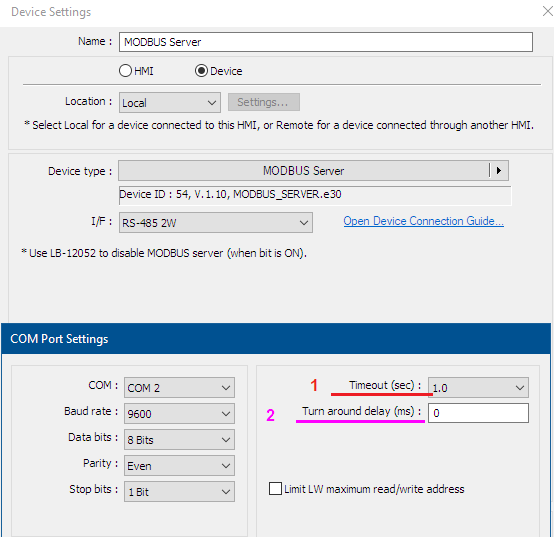 Device Settings
Name : MODBUS Server
HMI Device
Location : Local Settings...
* Select Local for a device connected to this HMI, or Remote for a device connected through another HMI.
Device type : MODBUS Server
Device ID : 54, V.1.10, MODBUS_SERVER.e30
I/F : RS-485 2W Open Device Connection Guide...
* Use LB-12052 to disable MODBUS server (when bit is ON).
COM Port Settings
COM : COM 2 1 Timeout (sec) : 1.0
Baud rate : 9600 2 Turn around delay (ms) : 0
Data bits : 8 Bits
Parity : Even
Stop bits : 1 Bit Limit LW maximum read/write address